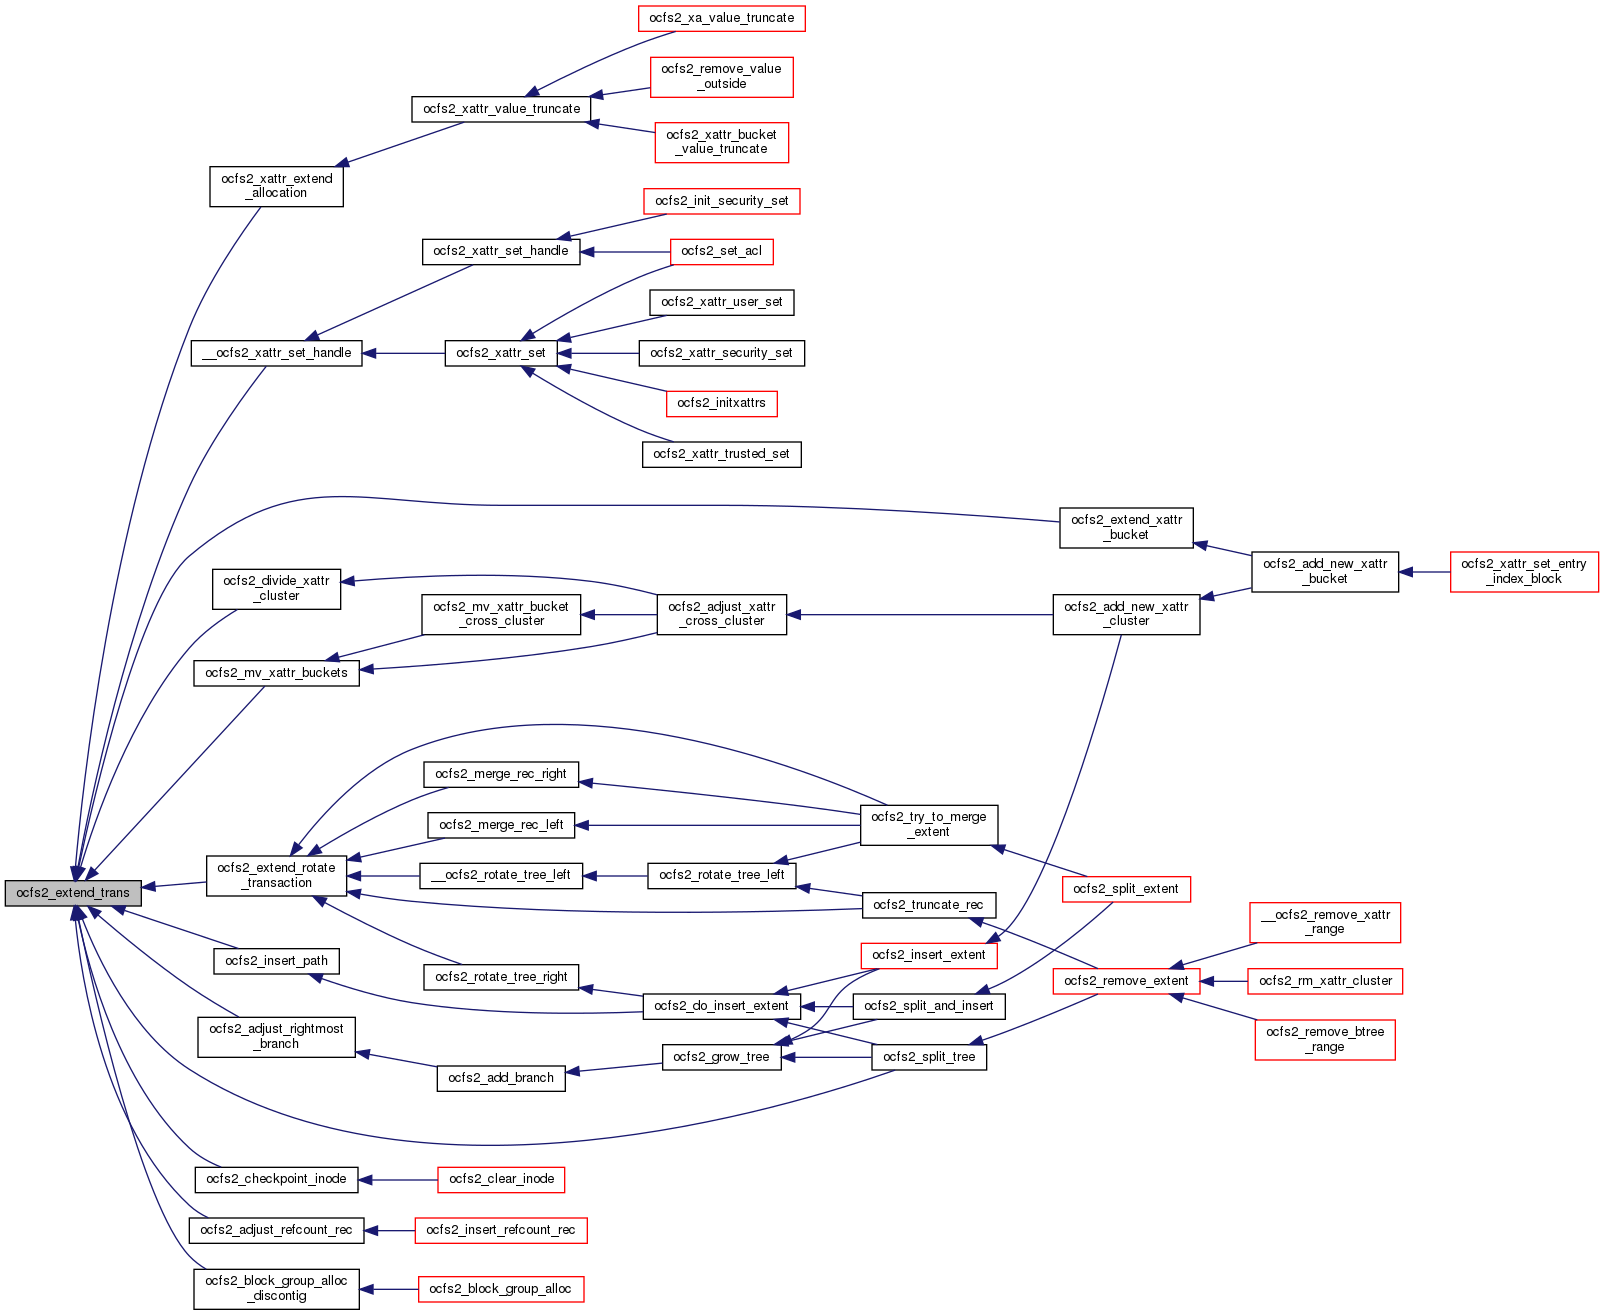 ocfs2_xa_value_truncate
ocfs2_remove_value
_outside
ocfs2_xattr_value_truncate
ocfs2_xattr_bucket
_value_truncate
ocfs2_xattr_extend
_allocation
ocfs2_init_security_set
ocfs2_xattr_set_handle
ocfs2_set_acl
ocfs2_xattr_user_set
__ocfs2_xattr_set_handle
ocfs2_xattr_set
ocfs2_xattr_security_set
ocfs2_initxattrs
ocfs2_xattr_trusted_set
ocfs2_extend_xattr
_bucket
ocfs2_add_new_xattr
_bucket
ocfs2_xattr_set_entry
_index_block
ocfs2_divide_xattr
_cluster
ocfs2_mv_xattr_bucket
_cross_cluster
ocfs2_adjust_xattr
_cross_cluster
ocfs2_add_new_xattr
_cluster
ocfs2_mv_xattr_buckets
ocfs2_merge_rec_right
ocfs2_merge_rec_left
ocfs2_try_to_merge
_extent
ocfs2_extend_rotate
_transaction
__ocfs2_rotate_tree_left
ocfs2_rotate_tree_left
ocfs2_split_extent
ocfs2_extend_trans
ocfs2_truncate_rec
__ocfs2_remove_xattr
_range
ocfs2_insert_path
ocfs2_insert_extent
ocfs2_rotate_tree_right
ocfs2_remove_extent
ocfs2_rm_xattr_cluster
ocfs2_do_insert_extent
ocfs2_split_and_insert
ocfs2_adjust_rightmost
_branch
ocfs2_remove_btree
_range
ocfs2_grow_tree
ocfs2_split_tree
ocfs2_add_branch
ocfs2_checkpoint_inode
ocfs2_clear_inode
ocfs2_adjust_refcount_rec
ocfs2_insert_refcount_rec
ocfs2_block_group_alloc
_discontig
ocfs2_block_group_alloc